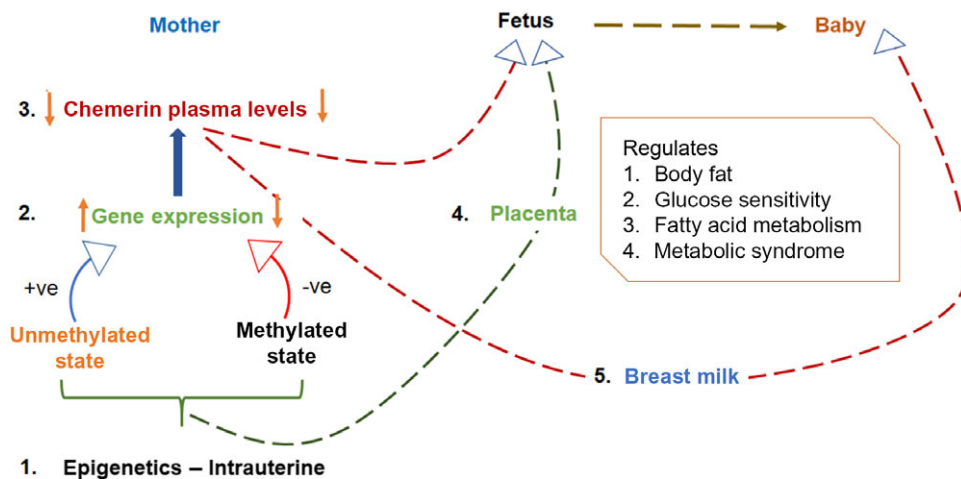 Mother
Fetus
Baby
3. Chemerin plasma levels
Regulates
1. Body fat
2. Glucose sensitivity
3. Fatty acid metabolism
4. Metabolic syndrome
2. Gene expression
4. Placenta
+ve
-ve
Unmethylated
state
Methylated
state
5. Breast milk
1. Epigenetics – Intrauterine